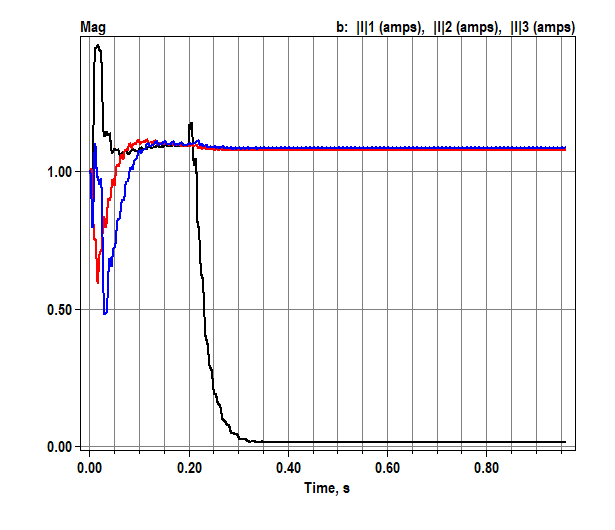 Mag b: |I|1 (amps), |I|2 (amps), |I|3 (amps)
1.00
0.50
0.00
0.00 0.20 0.40 0.60 0.80
Time, s